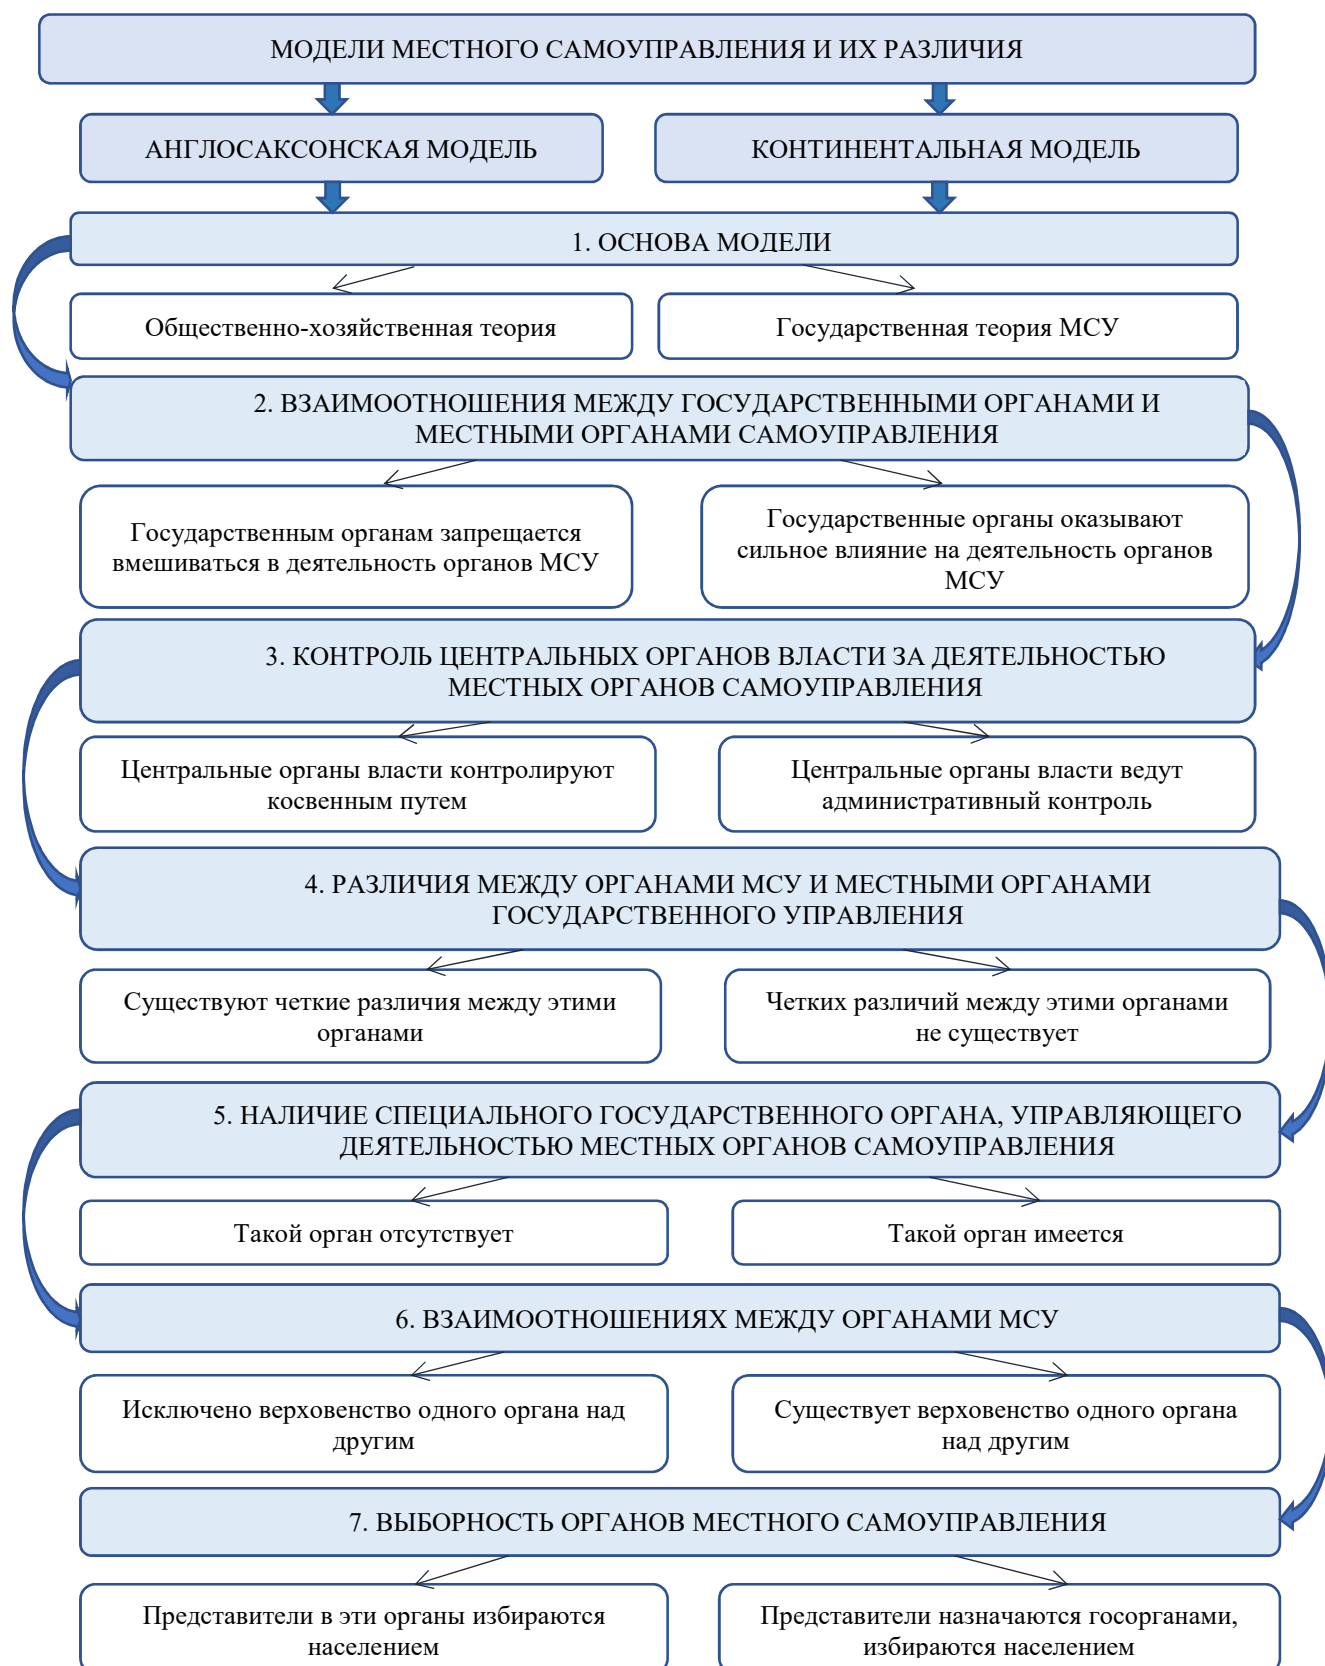 МОДЕЛИ МЕСТНОГО САМОУПРАВЛЕНИЯ И ИХ РАЗЛИЧИЯ
АНГЛОСАКСОНСКАЯ МОДЕЛЬ
КОНТИНЕНТАЛЬНАЯ МОДЕЛЬ
1. ОСНОВА МОДЕЛИ
Общественно-хозяйственная теория
Государственная теория МСУ
2. ВЗАИМООТНОШЕНИЯ МЕЖДУ ГОСУДАРСТВЕННЫМИ ОРГАНАМИ И
МЕСТНЫМИ ОРГАНАМИ САМОУПРАВЛЕНИЯ
Государственным органам запрещается
вмешиваться в деятельность органов МСУ
Государственные органы оказывают
сильное влияние на деятельность органов
МСУ
3. КОНТРОЛЬ ЦЕНТРАЛЬНЫХ ОРГАНОВ ВЛАСТИ ЗА ДЕЯТЕЛЬНОСТЬЮ
МЕСТНЫХ ОРГАНОВ САМОУПРАВЛЕНИЯ
Центральные органы власти контролируют
косвенным путем
Центральные органы власти ведут
административный контроль
4. РАЗЛИЧИЯ МЕЖДУ ОРГАНАМИ МСУ И МЕСТНЫМИ ОРГАНАМИ
ГОСУДАРСТВЕННОГО УПРАВЛЕНИЯ
Существуют четкие различия между этими
органами
Четких различий между этими органами
не существует
5. НАЛИЧИЕ СПЕЦИАЛЬНОГО ГОСУДАРСТВЕННОГО ОРГАНА, УПРАВЛЯЮЩЕГО
ДЕЯТЕЛЬНОСТЬЮ МЕСТНЫХ ОРГАНОВ САМОУПРАВЛЕНИЯ
Такой орган отсутствует
Такой орган имеется
6. ВЗАИМООТНОШЕНИЯХ МЕЖДУ ОРГАНАМИ МСУ
Исключено верховенство одного органа над
другим
Существует верховенство одного органа
над другим
7. ВЫБОРНОСТЬ ОРГАНОВ МЕСТНОГО САМОУПРАВЛЕНИЯ
Представители в эти органы избираются
населением
Представители назначаются госорганами,
избираются населением